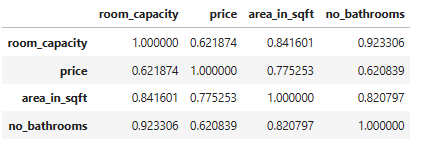 room_capacity price area_in_sqft no_bathrooms
room_capacity 1.000000 0.621874 0.841601 0.923306
price 0.621874 1.000000 0.775253 0.620839
area_in_sqft 0.841601 0.775253 1.000000 0.820797
no_bathrooms 0.923306 0.620839 0.820797 1.000000